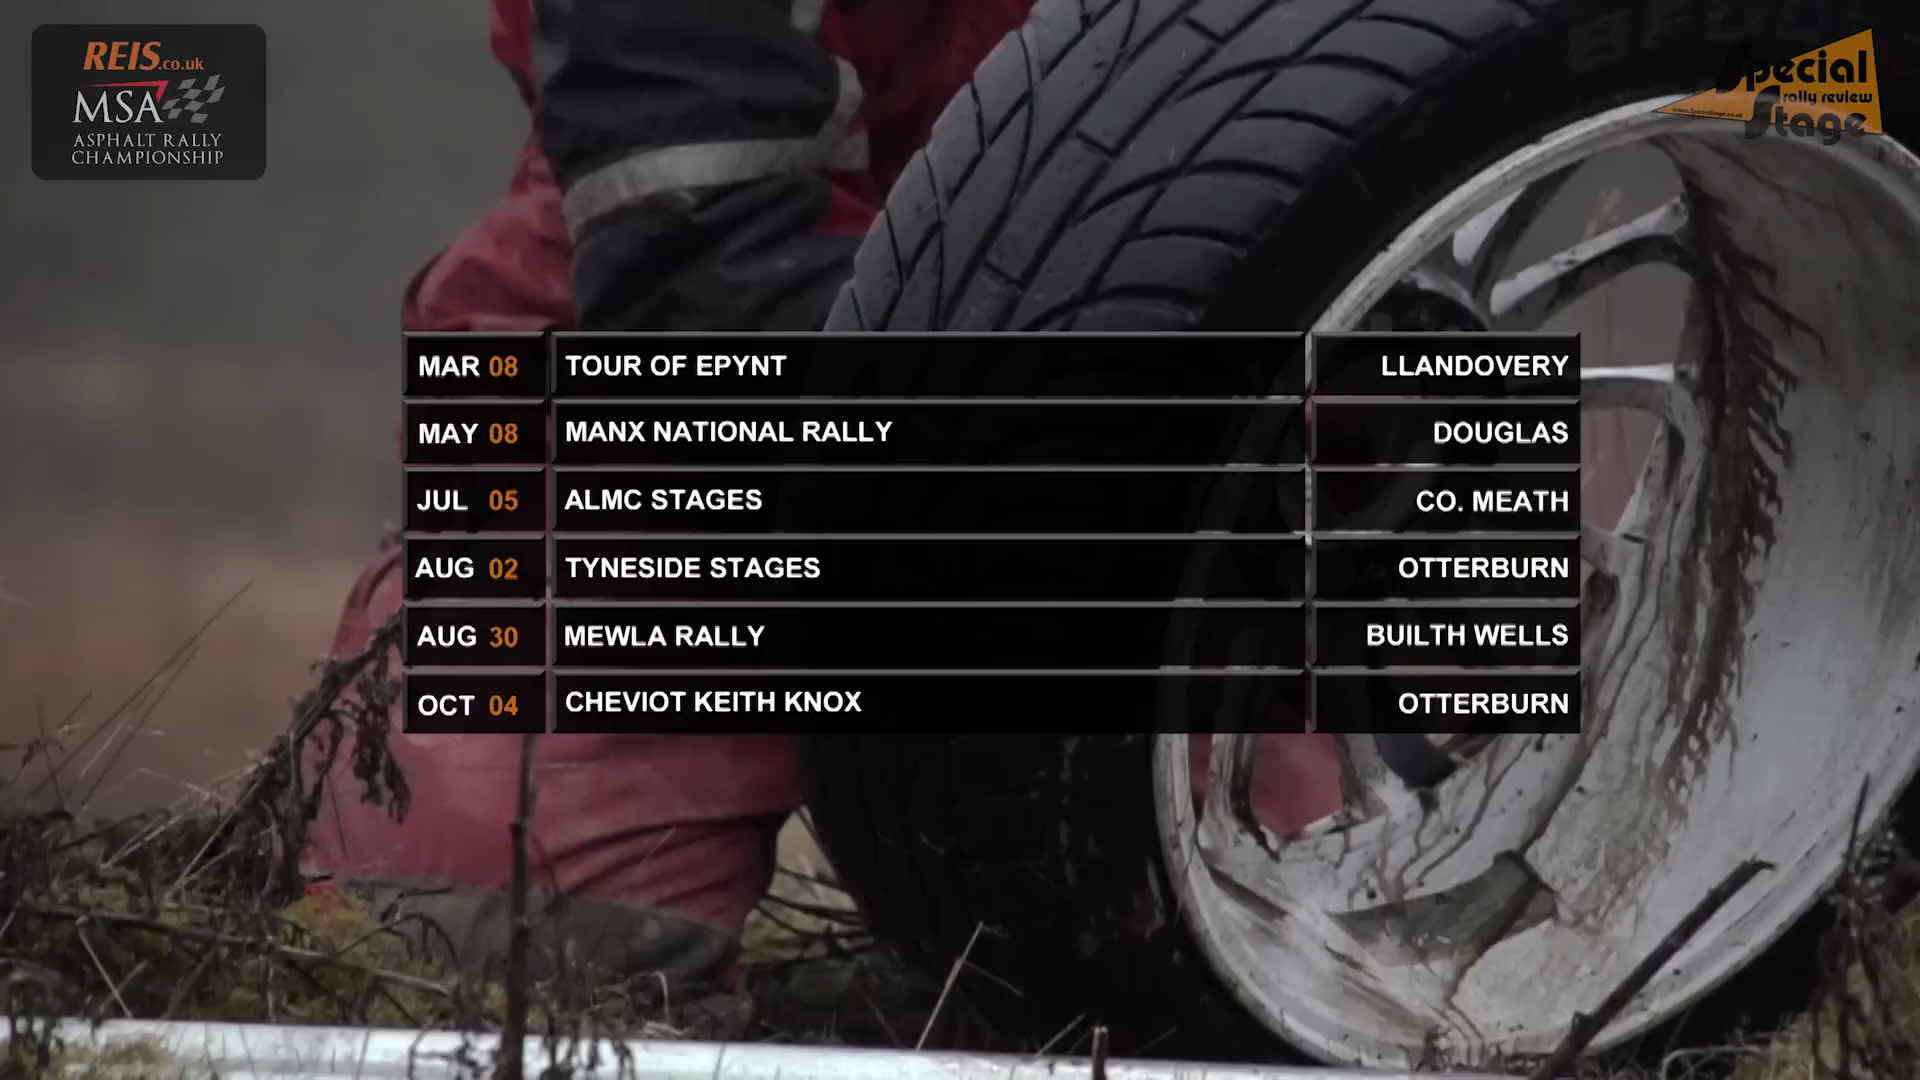 REIS.co.uk
MSA
ASPHALT RALLY
CHAMPIONSHIP
Special
rally review
Stage
MAR 08 TOUR OF EPYNT LLANDOVERY
MAY 08 MANX NATIONAL RALLY DOUGLAS
JUL 05 ALMC STAGES CO. MEATH
AUG 02 TYNESIDE STAGES OTTERBURN
AUG 30 MEWLA RALLY BUILTH WELLS
OCT 04 CHEVIOT KEITH KNOX OTTERBURN